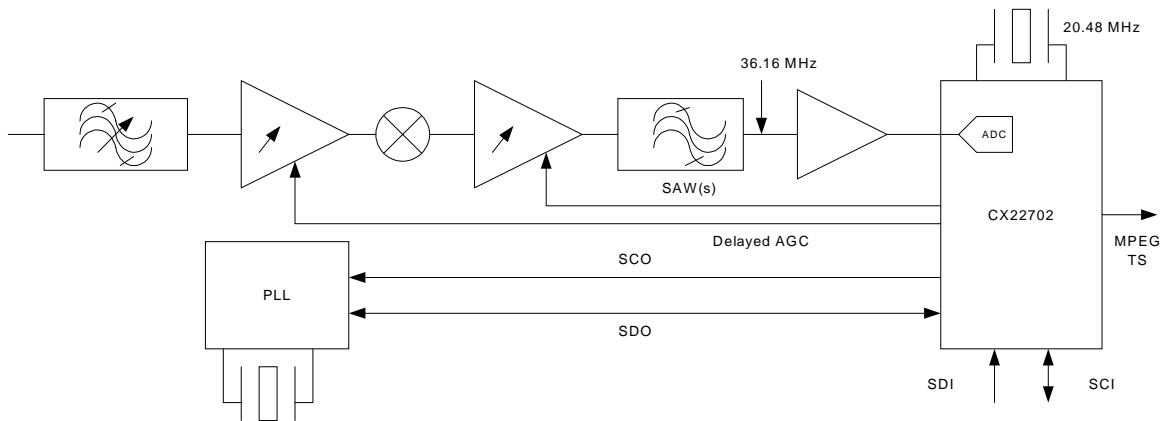 20.48 MHz
36.16 MHz
ADC
SAW(s)
CX22702
Delayed AGC
MPEG
TS
SCO
PLL
SDO
SDI
SCI